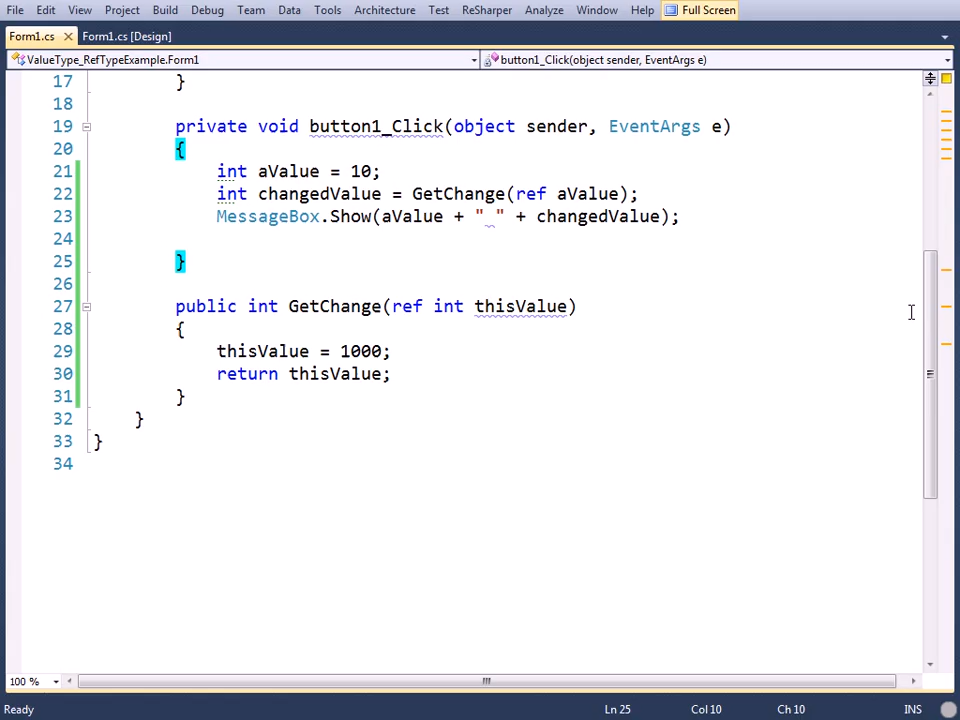 File Edit View Project Build Debug Team Data Tools Architecture Test ReSharper Analyze Window Help Full Screen
Form1.cs Form1.cs [Design]
ValueType_RefTypeExample.Form1 button1_Click(object sender, EventArgs e)
17 }
18
19 private void button1_Click(object sender, EventArgs e)
20 {
21 int aValue = 10;
22 int changedValue = GetChange(ref aValue);
23 MessageBox.Show(aValue + " " + changedValue);
24
25 }
26
27 public int GetChange(ref int thisValue)
28 {
29 thisValue = 1000;
30 return thisValue;
31 }
32 }
33 }
34
100 %
Ready Ln 25 Col 10 Ch 10 INS